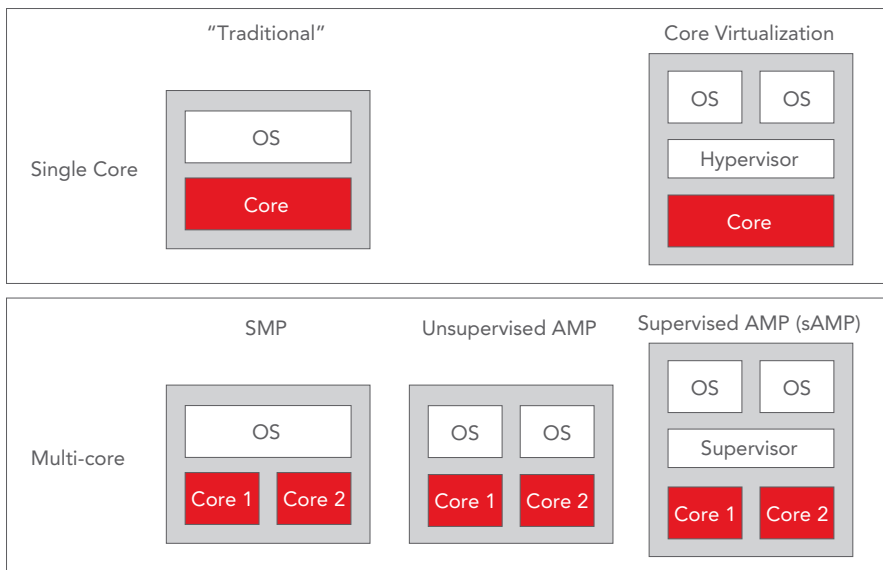 “Traditional”
Core Virtualization
Single Core
OS
Core
OS
OS
Hypervisor
Core
SMP
Unsupervised AMP
Supervised AMP (sAMP)
Multi-core
OS
Core 1
Core 2
OS
OS
Core 1
Core 2
OS
OS
Supervisor
Core 1
Core 2